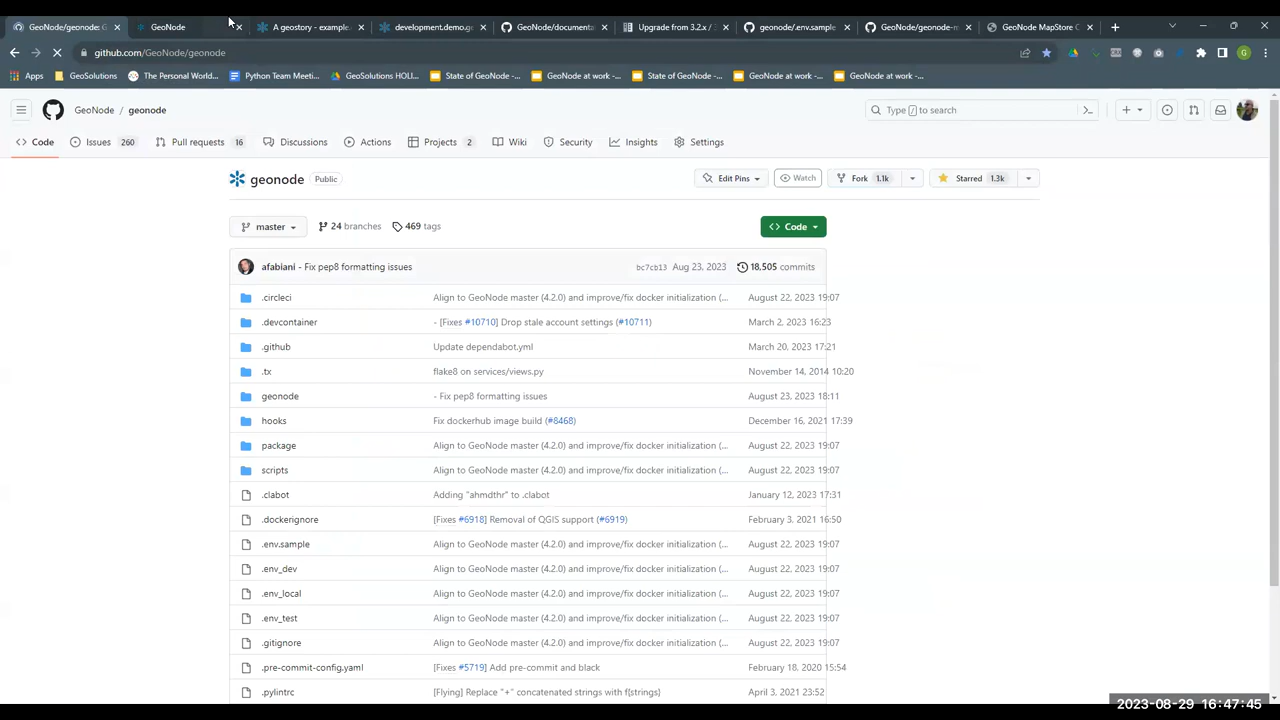 GeoNode/geonode: G
GeoNode
A geostory - example.
development.demo.ge
GeoNode/documenta
Upgrade from 3.2.x / 3
geonode/.env.sample
GeoNode/geonode-m
GeoNode MapStore C
github.com/GeoNode/geonode
Apps
GeoSolutions
The Personal World...
Python Team Meeti...
GeoSolutions HOLI...
State of GeoNode -...
GeoNode at work -...
State of GeoNode -...
GeoNode at work -...
GeoNode at work -...
GeoNode / geonode
Type / to search
Code
Issues 260
Pull requests 16
Discussions
Actions
Projects 2
Wiki
Security
Insights
Settings
geonode Public
Edit Pins
Watch
Fork 1.1k
Starred 1.3k
master
24 branches
469 tags
Code
afabiani - Fix pep8 formatting issues bc7cb13 Aug 23, 2023 18,505 commits
.circleci Align to GeoNode master (4.2.0) and improve/fix docker initialization (... August 22, 2023 19:07
.devcontainer - [Fixes #10710] Drop stale account settings (#10711) March 2, 2023 16:23
.github Update dependabot.yml March 20, 2023 17:21
.tx flake8 on services/views.py November 14, 2014 10:20
geonode - Fix pep8 formatting issues August 23, 2023 18:11
hooks Fix dockerhub image build (#8468) December 16, 2021 17:39
package Align to GeoNode master (4.2.0) and improve/fix docker initialization (... August 22, 2023 19:07
scripts Align to GeoNode master (4.2.0) and improve/fix docker initialization (... August 22, 2023 19:07
.clabot Adding "ahmdthr" to .clabot January 12, 2023 17:31
.dockerignore [Fixes #6918] Removal of QGIS support (#6919) February 3, 2021 16:50
.env.sample Align to GeoNode master (4.2.0) and improve/fix docker initialization (... August 22, 2023 19:07
.env_dev Align to GeoNode master (4.2.0) and improve/fix docker initialization (... August 22, 2023 19:07
.env_local Align to GeoNode master (4.2.0) and improve/fix docker initialization (... August 22, 2023 19:07
.env_test Align to GeoNode master (4.2.0) and improve/fix docker initialization (... August 22, 2023 19:07
.gitignore Align to GeoNode master (4.2.0) and improve/fix docker initialization (... August 22, 2023 19:07
.pre-commit-config.yaml [Fixes #5719] Add pre-commit and black February 18, 2020 15:54
.pylintrc [Flying] Replace "+" concatenated strings with f{strings} April 3, 2021 23:52
2023-08-29 16:47:45